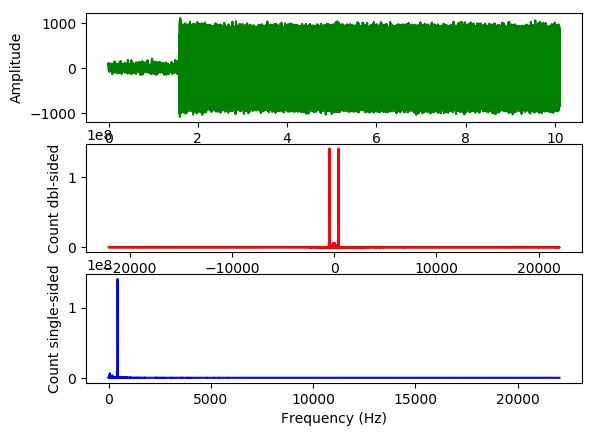 Amplitude
1000
0
−1000
0 2 4 6 8 10
1e8
Count dbl-sided
1
0
−20000 −10000 0 10000 20000
1e8
Count single-sided
1
0
0 5000 10000 15000 20000
Frequency (Hz)